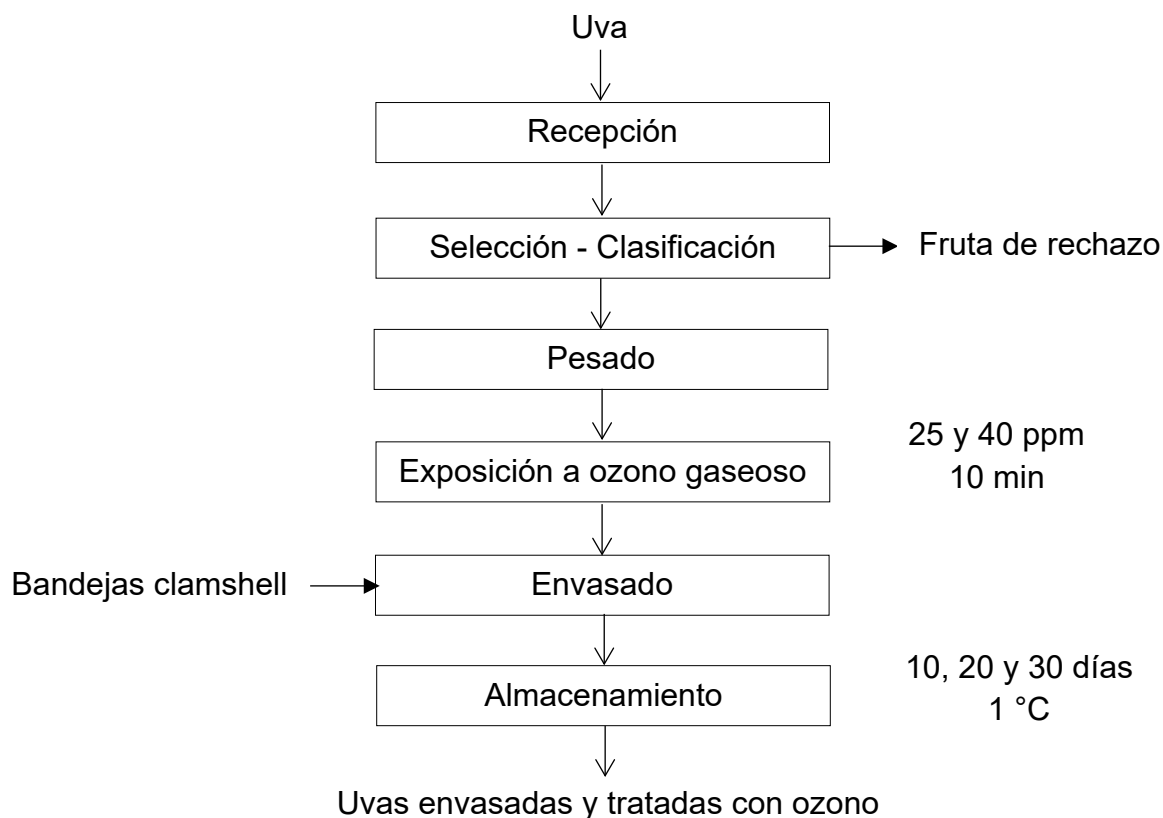 Uva
Recepción
Selección - Clasificación
Fruta de rechazo
Pesado
25 y 40 ppm
10 min
Exposición a ozono gaseoso
Bandejas clamshell
Envasado
10, 20 y 30 días
1 °C
Almacenamiento
Uvas envasadas y tratadas con ozono